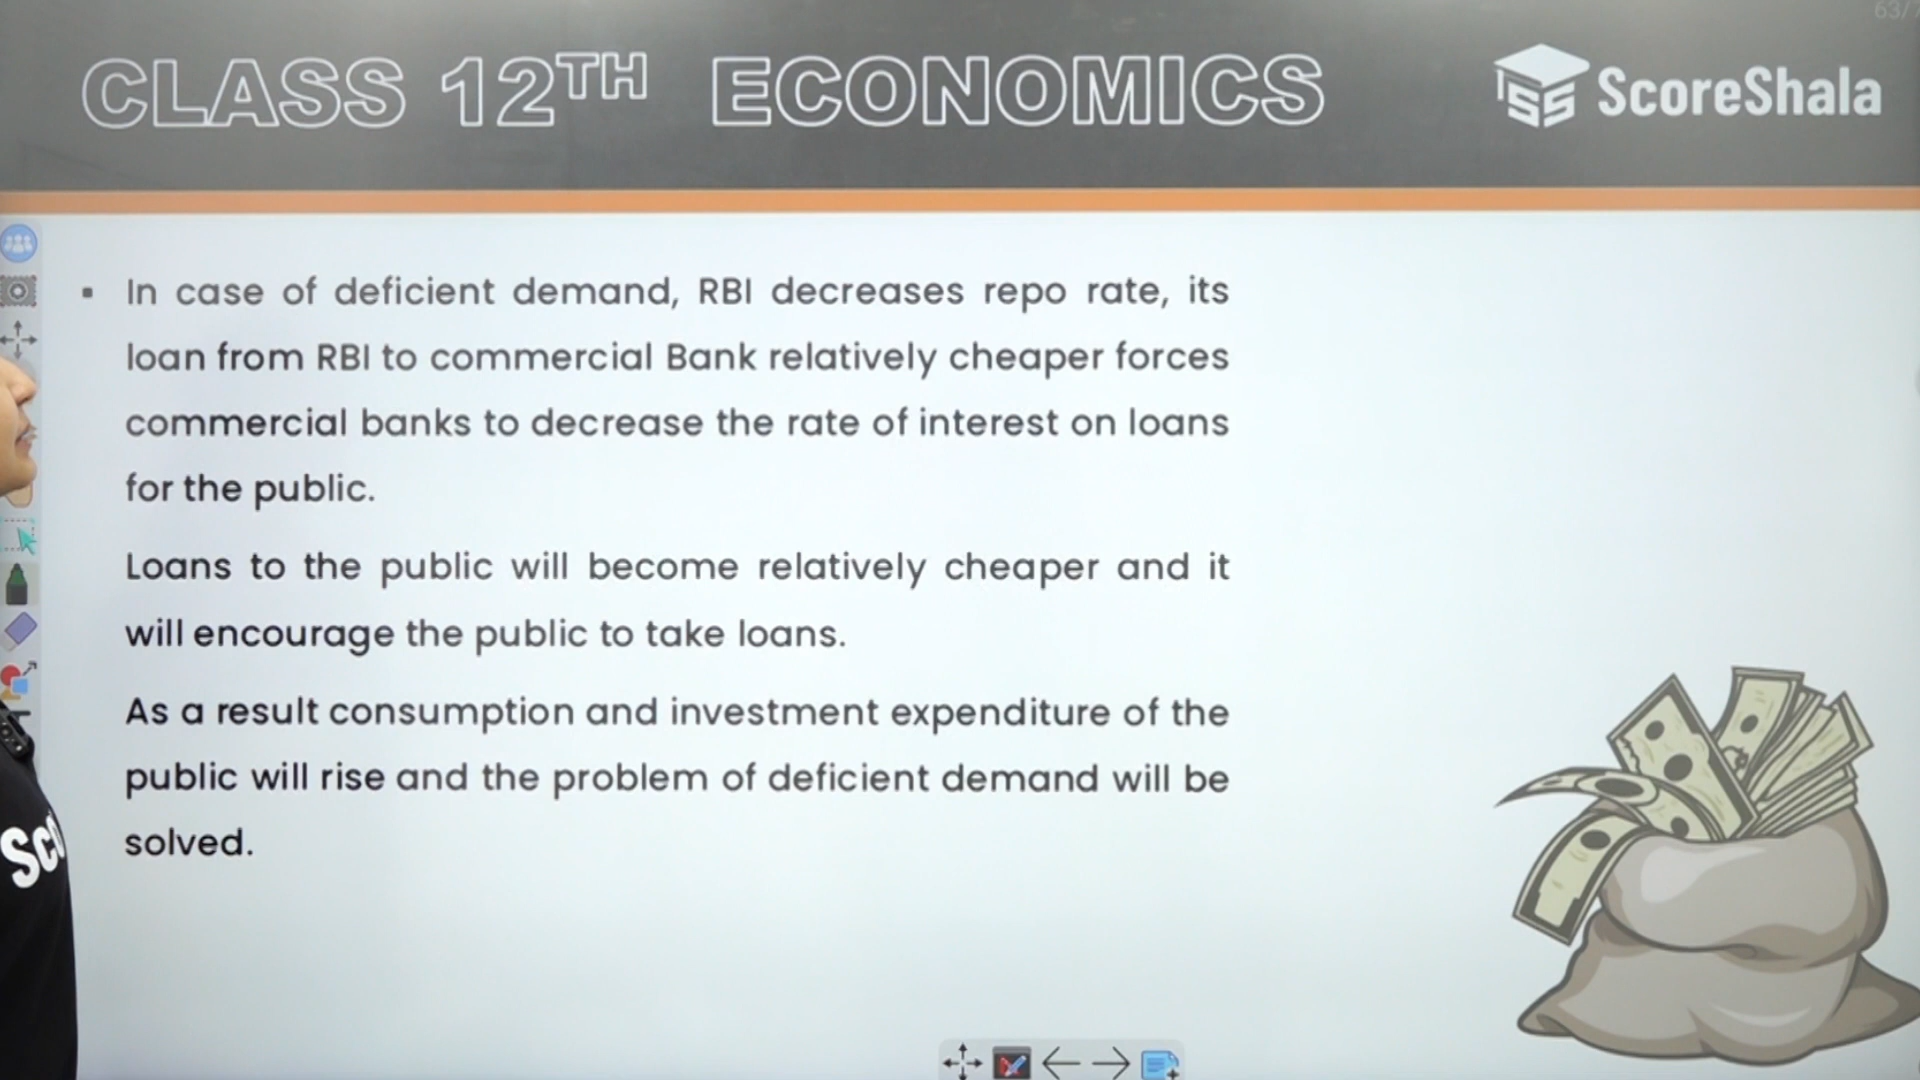 63/
CLASS 12TH ECONOMICS
ScoreShala
▪ In case of deficient demand, RBI decreases repo rate, its
loan from RBI to commercial Bank relatively cheaper forces
commercial banks to decrease the rate of interest on loans
for the public.
Loans to the public will become relatively cheaper and it
will encourage the public to take loans.
As a result consumption and investment expenditure of the
public will rise and the problem of deficient demand will be
solved.
Sco